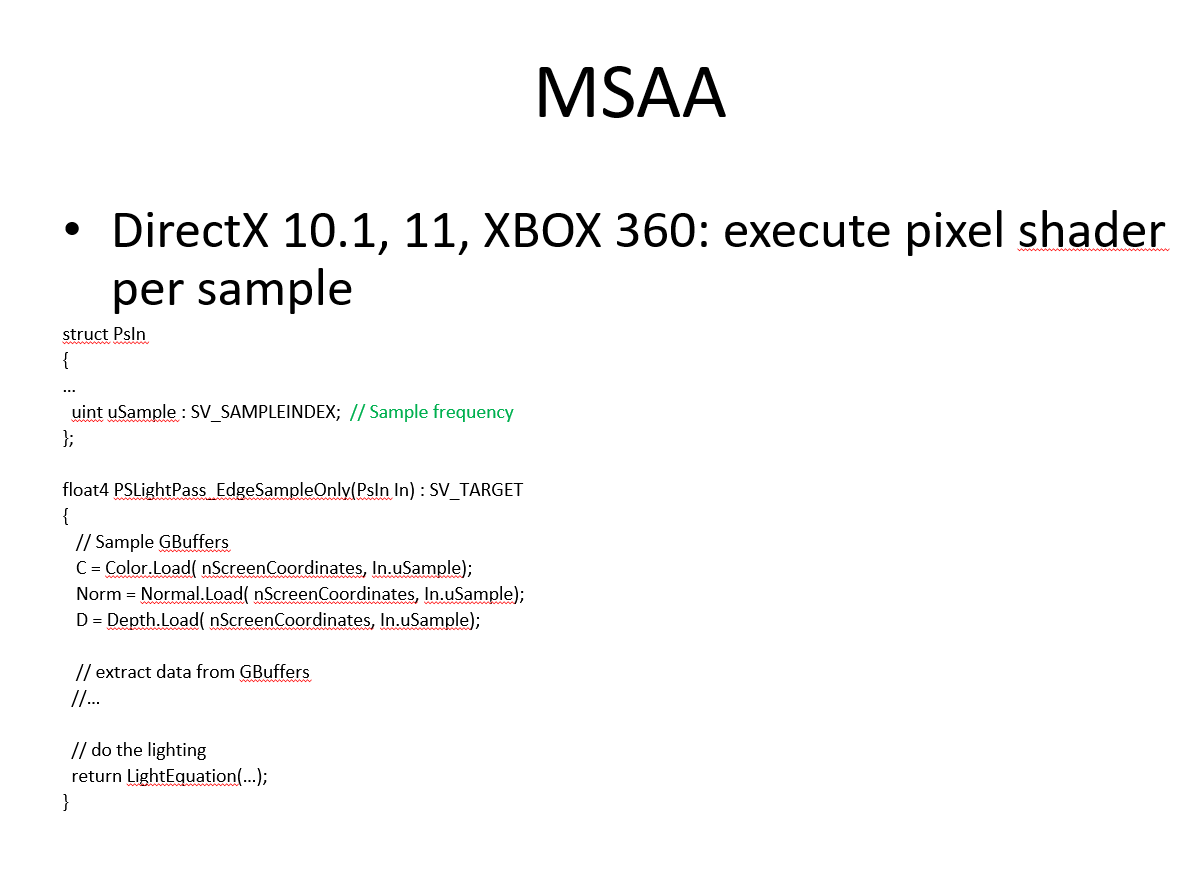 MSAA
• DirectX 10.1, 11, XBOX 360: execute pixel shader
per sample
struct PsIn
{
...
uint uSample : SV_SAMPLEINDEX; // Sample frequency
};
float4 PSLightPass_EdgeSampleOnly(PsIn In) : SV_TARGET
{
// Sample GBuffers
C = Color.Load( nScreenCoordinates, In.uSample);
Norm = Normal.Load( nScreenCoordinates, In.uSample);
D = Depth.Load( nScreenCoordinates, In.uSample);
// extract data from GBuffers
//...
// do the lighting
return LightEquation(...);
}